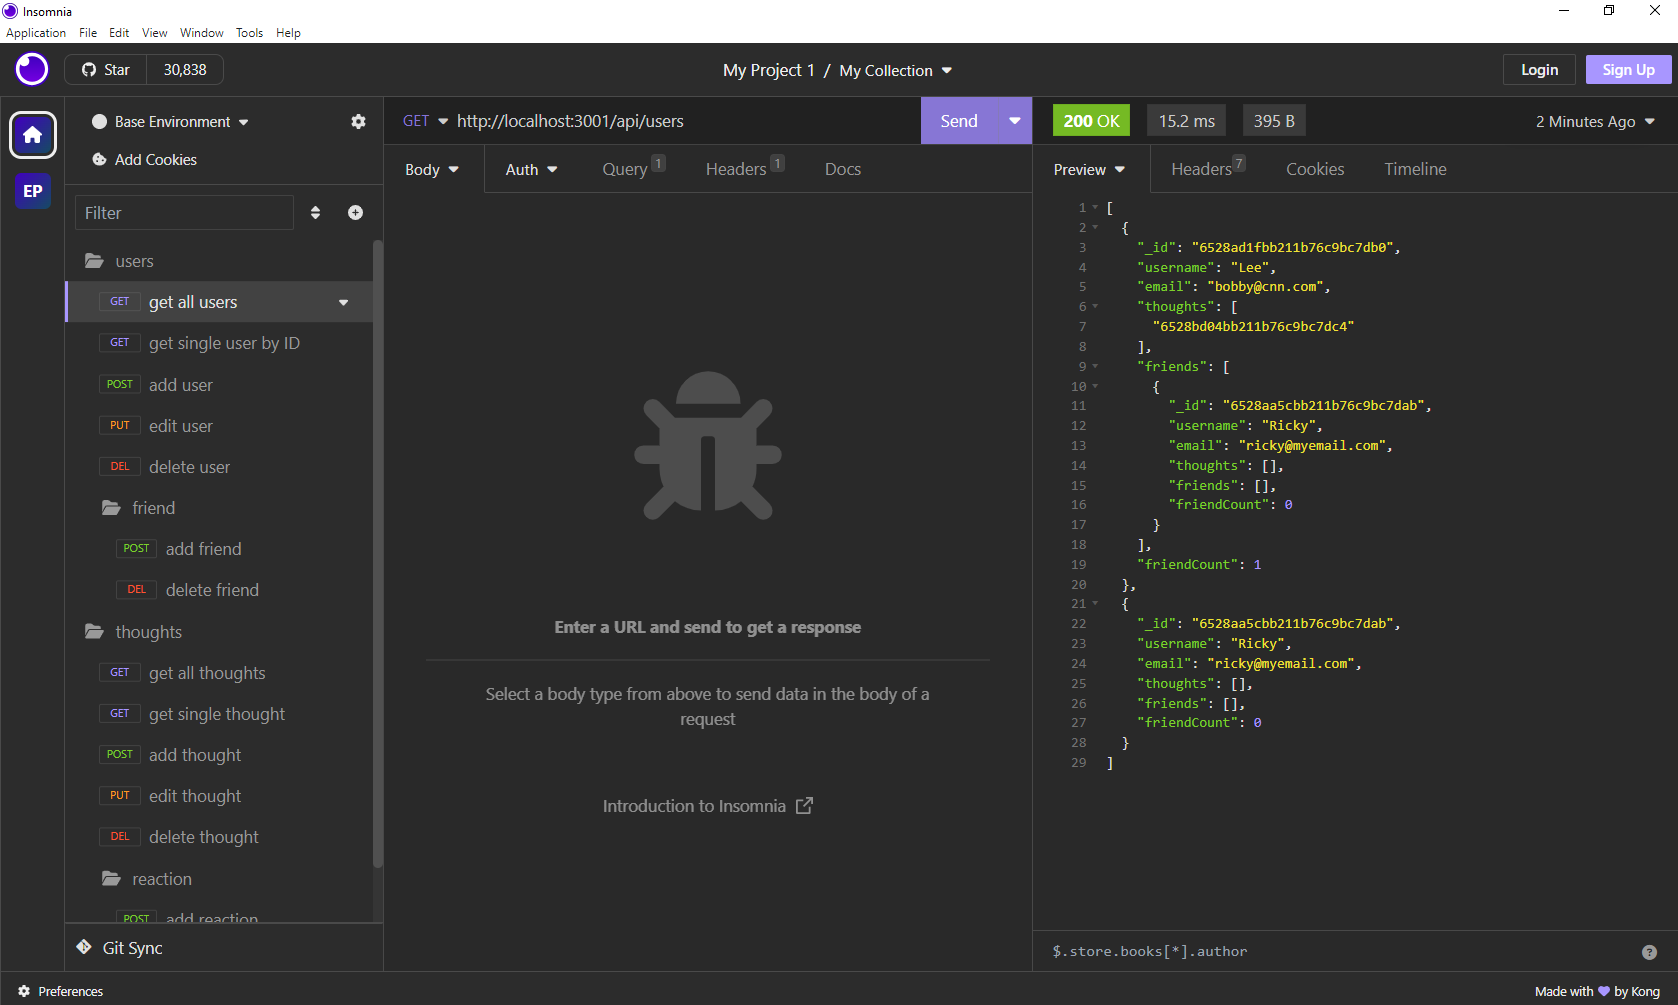 Insomnia
Application File Edit View Window Tools Help
Star 30,838
My Project 1 / My Collection
Login Sign Up
Base Environment
Add Cookies
EP
Filter
users
GET get all users
GET get single user by ID
POST add user
PUT edit user
DEL delete user
friend
POST add friend
DEL delete friend
thoughts
GET get all thoughts
GET get single thought
POST add thought
PUT edit thought
DEL delete thought
reaction
POST add reaction
Git Sync
GET http://localhost:3001/api/users Send
Body Auth Query 1 Headers 1 Docs
Enter a URL and send to get a response
Select a body type from above to send data in the body of a
request
Introduction to Insomnia
200 OK 15.2 ms 395 B 2 Minutes Ago
Preview Headers 7 Cookies Timeline
1 [
2 {
3 "_id": "6528ad1fbb211b76c9bc7db0",
4 "username": "Lee",
5 "email": "bobby@cnn.com",
6 "thoughts": [
7 "6528bd04bb211b76c9bc7dc4"
8 ],
9 "friends": [
10 {
11 "_id": "6528aa5cbb211b76c9bc7dab",
12 "username": "Ricky",
13 "email": "ricky@myemail.com",
14 "thoughts": [],
15 "friends": [],
16 "friendCount": 0
17 }
18 ],
19 "friendCount": 1
20 },
21 {
22 "_id": "6528aa5cbb211b76c9bc7dab",
23 "username": "Ricky",
24 "email": "ricky@myemail.com",
25 "thoughts": [],
26 "friends": [],
27 "friendCount": 0
28 }
29 ]
$.store.books[*].author
Preferences
Made with by Kong